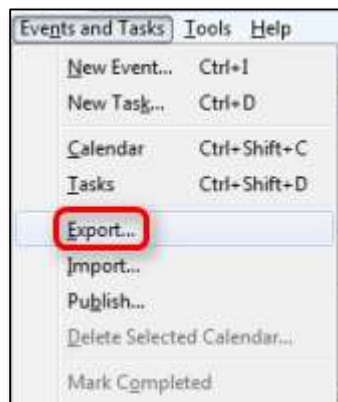 Events and Tasks Tools Help
New Event... Ctrl+I
New Task... Ctrl+D
Calendar Ctrl+Shift+C
Tasks Ctrl+Shift+D
Export...
Import...
Publish...
Delete Selected Calendar...
Mark Completed